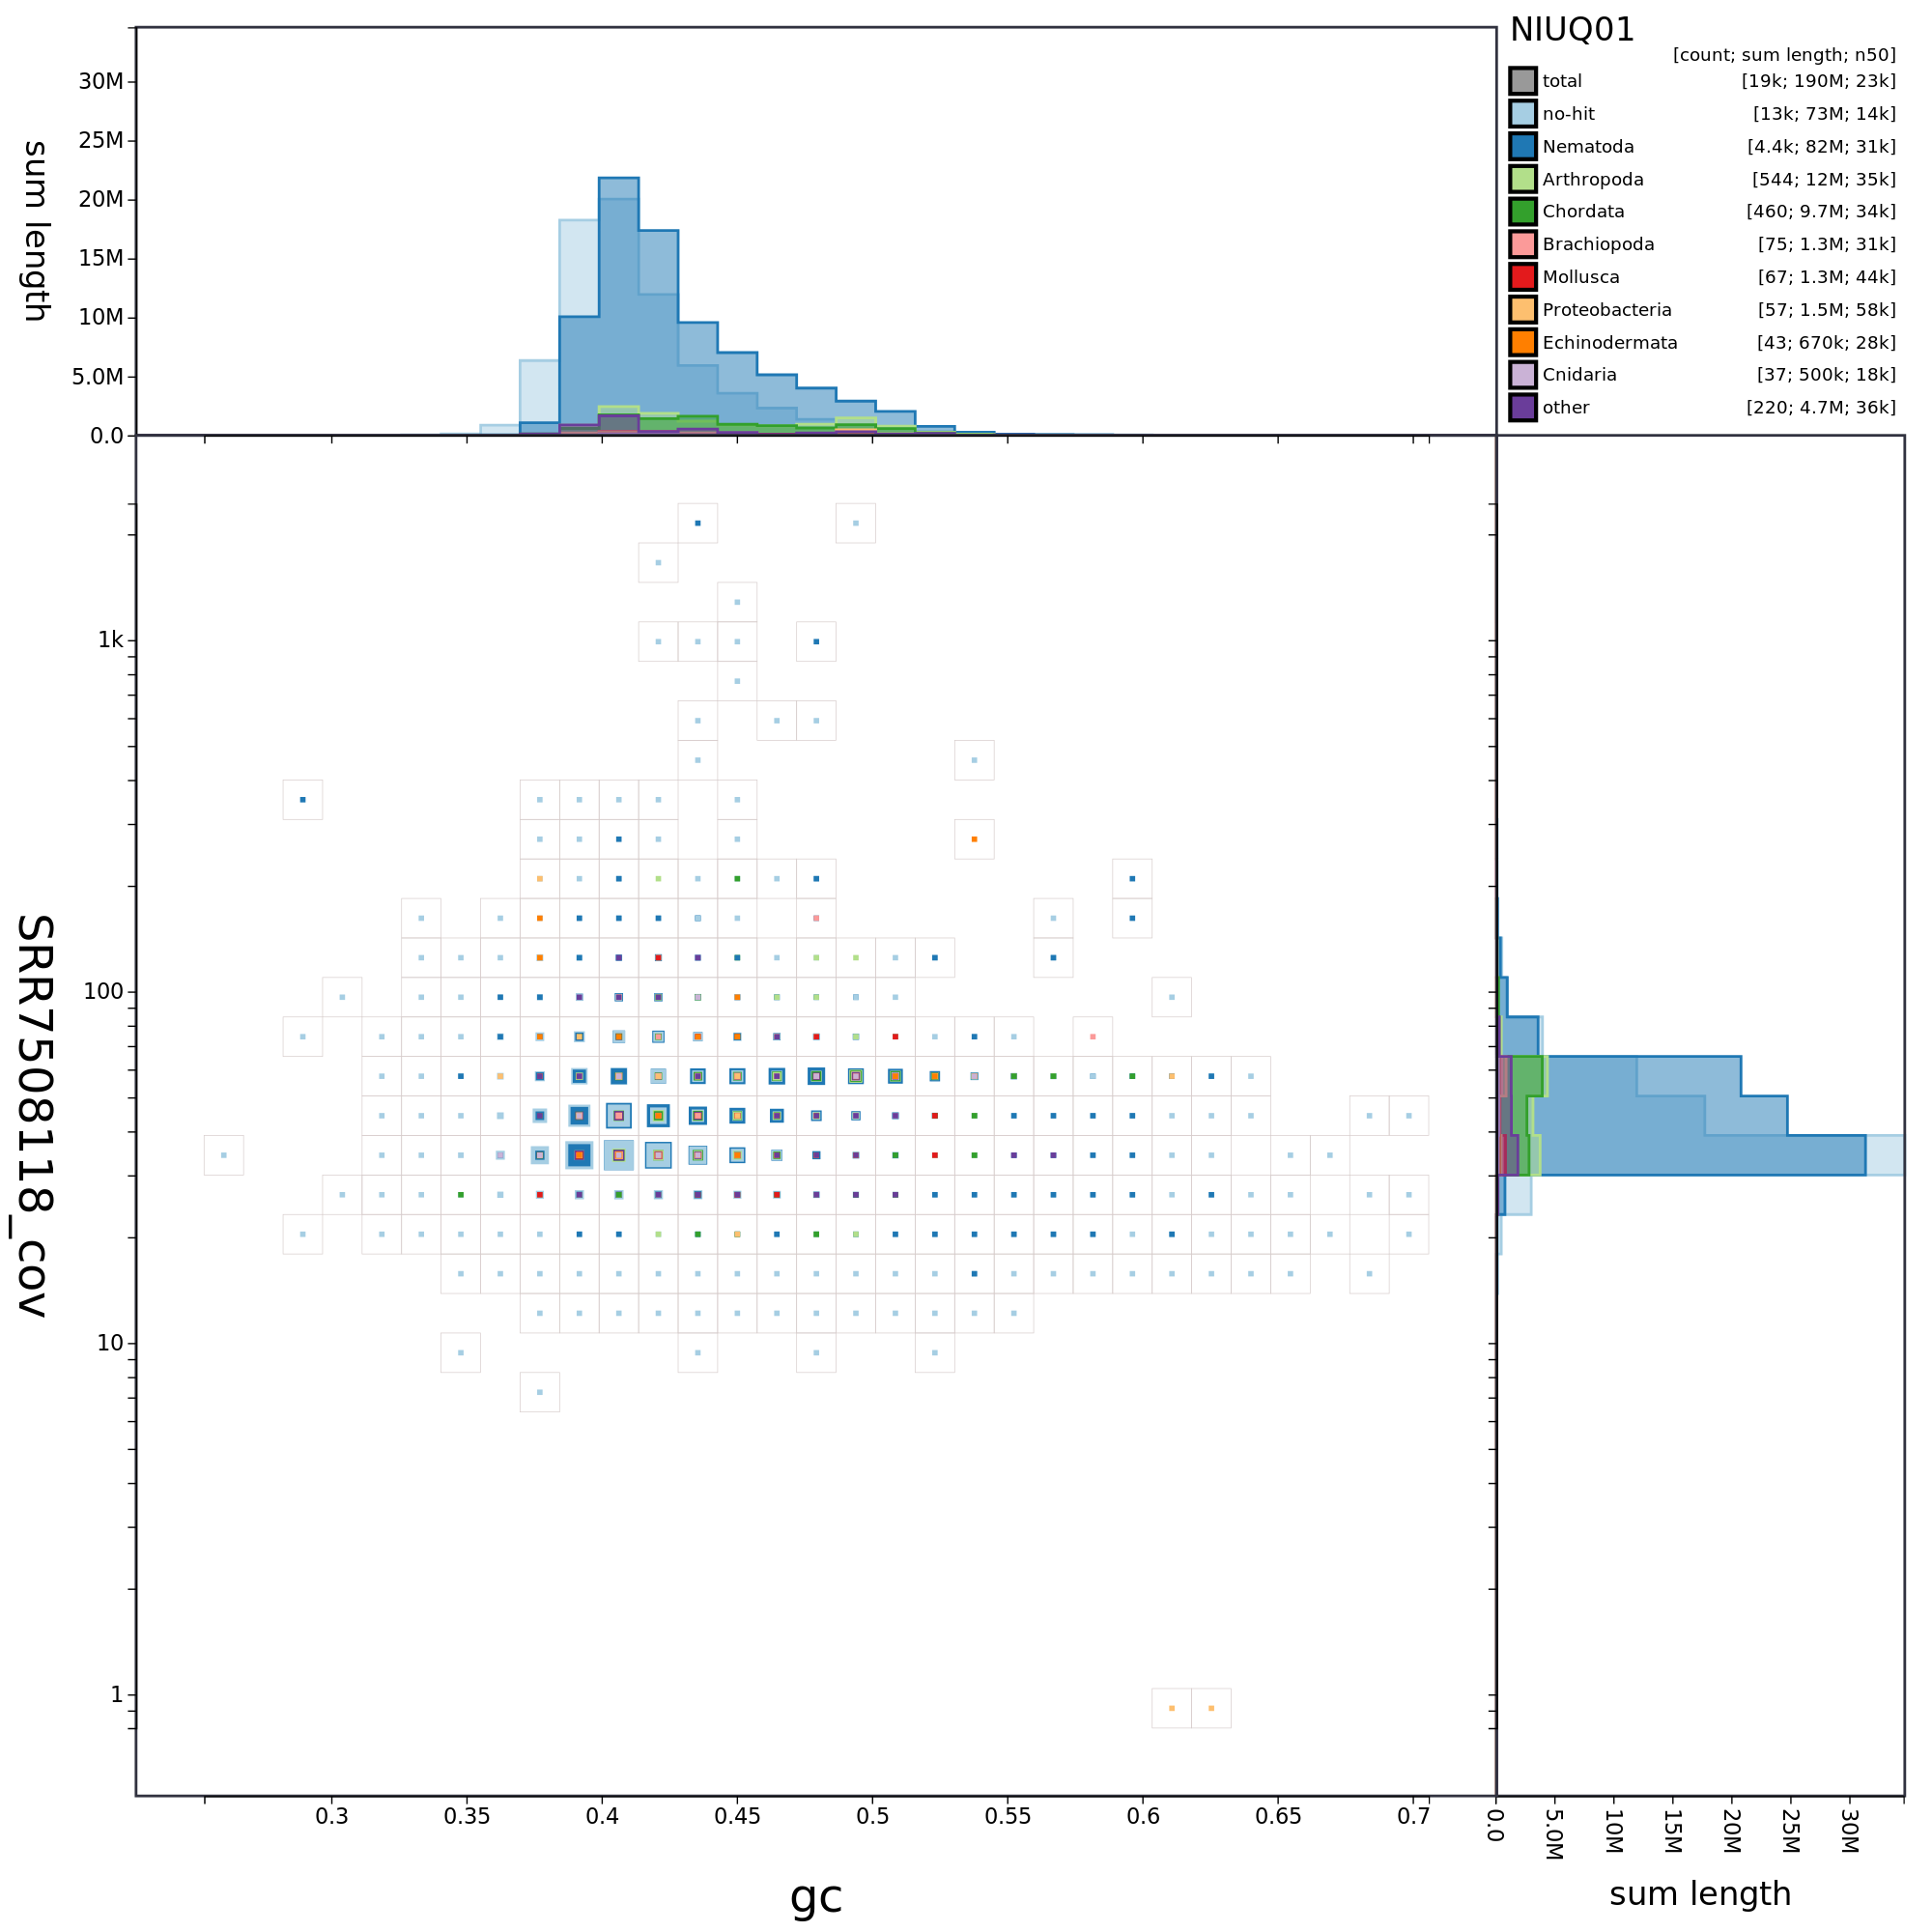 NIUQ01
[count; sum length; n50]
total [19k; 190M; 23k]
no-hit [13k; 73M; 14k]
Nematoda [4.4k; 82M; 31k]
Arthropoda [544; 12M; 35k]
Chordata [460; 9.7M; 34k]
Brachiopoda [75; 1.3M; 31k]
Mollusca [67; 1.3M; 44k]
Proteobacteria [57; 1.5M; 58k]
Echinodermata [43; 670k; 28k]
Cnidaria [37; 500k; 18k]
other [220; 4.7M; 36k]
sum length
30M
25M
20M
15M
10M
5.0M
0.0
SRR7508118_cov
1k
100
10
1
0.3 0.35 0.4 0.45 0.5 0.55 0.6 0.65 0.7
gc
0.0 5.0M 10M 15M 20M 25M 30M
sum length